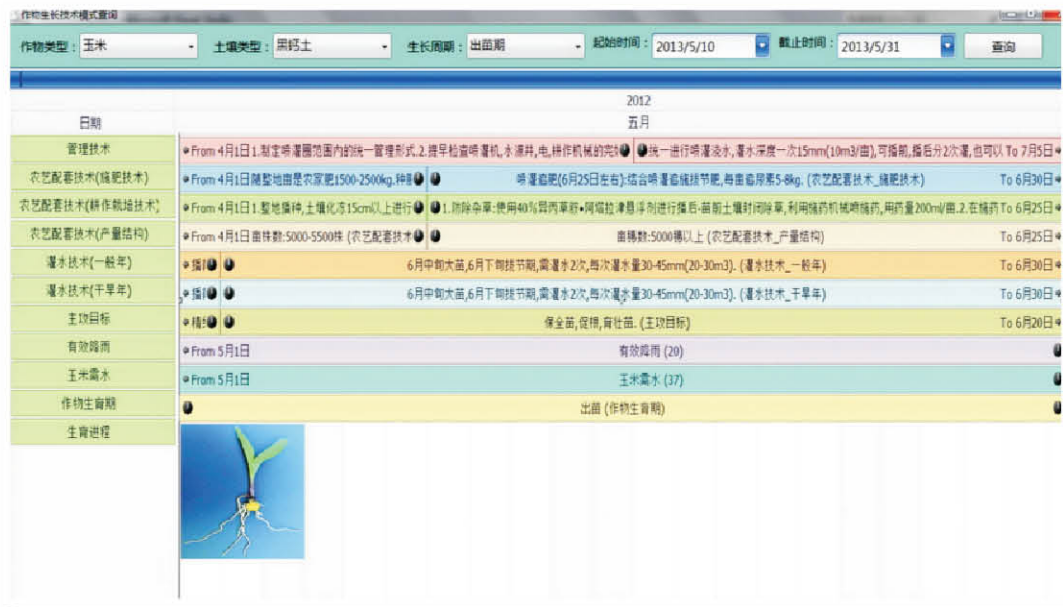 作物生长技术模式查询
作物类型：玉米 土壤类型：黑钙土 生长周期：出苗期 起始时间：2013/5/10 截止时间：2013/5/31 查询
2012
日期 五月
管理技术 From 4月1日1.制定喷灌圈范围内的统一管理形式.2.提早检查喷灌机,水源井,电,耕作机械的完 统一进行喷灌浇水,灌水深度一次15mm(10m3/亩),可播前,播后分2次灌,也可以 To 7月5日
农艺配套技术(施肥技术) From 4月1日随整地亩是农家肥1500-2500kg.种 喷灌追肥(6月25日左右):结合喷灌追施拔节肥,每亩追尿素5-8kg. (农艺配套技术_施肥技术) To 6月30日
农艺配套技术(耕作栽培技术) From 4月1日1.整地播种,土壤化冻15cm以上进行 1.防除杂草:使用40%异丙草胺•阿塔拉津悬浮剂进行播后-苗前土壤封闭除草,利用施药机械喷施药,用药量200ml/亩.2.在施药 To 6月25日
农艺配套技术(产量结构) From 4月1日亩株数:5000-5500株 (农艺配套技术 亩穗数:5000穗以上 (农艺配套技术_产量结构) To 6月25日
灌水技术(一般年) 播 6月中旬大苗,6月下旬拔节期,需灌水2次,每次灌水量30-45mm(20-30m3). (灌水技术_一般年) To 6月30日
灌水技术(干旱年) 播 6月中旬大苗,6月下旬拔节期,需灌水2次,每次灌水量30-45mm(20-30m3). (灌水技术_干旱年) To 6月30日
主攻目标 精 保全苗,促根,育壮苗. (主攻目标) To 6月20日
有效降雨 From 5月1日 有效降雨 (20)
玉米需水 From 5月1日 玉米需水 (37)
作物生育期 出苗 (作物生育期)
生育进程